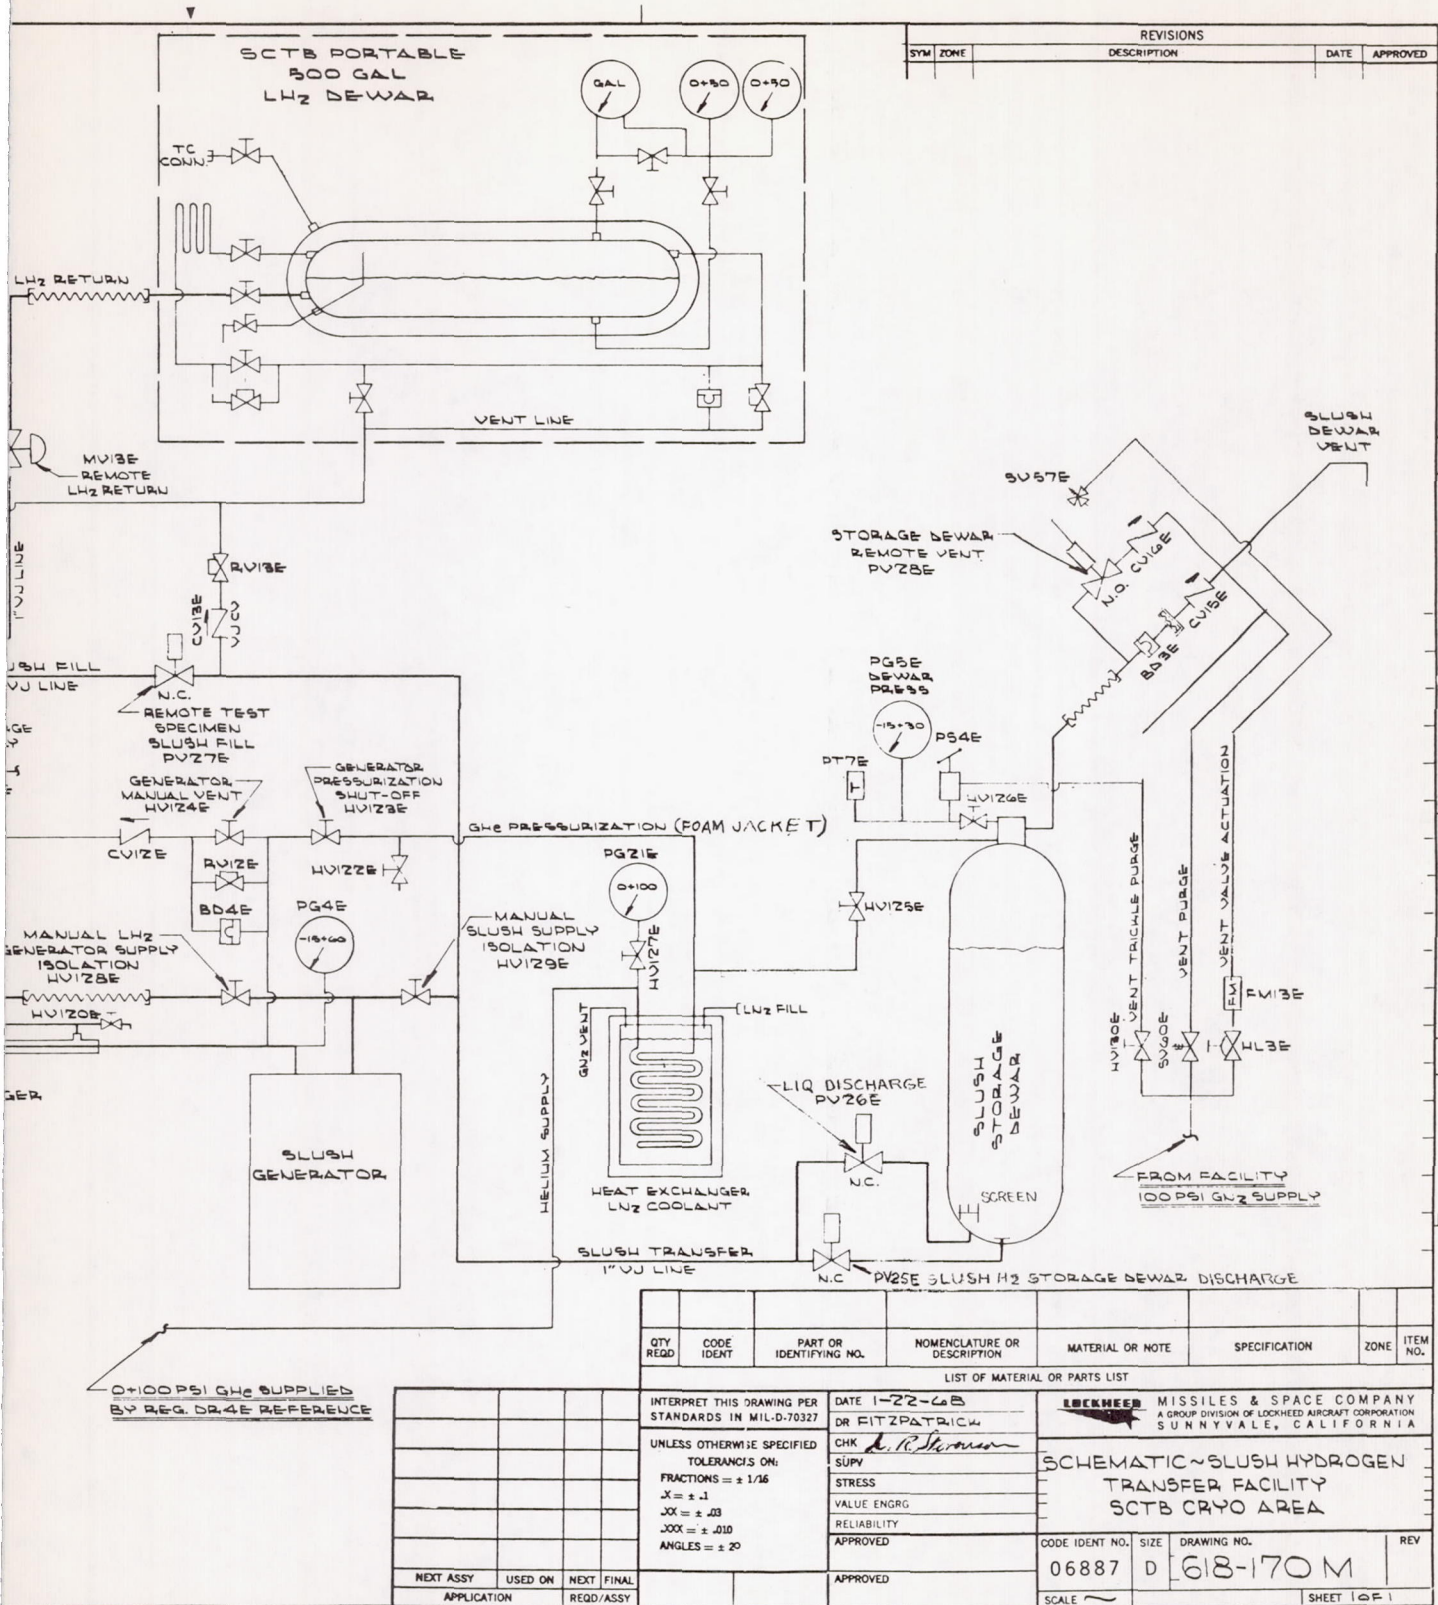 REVISIONS
SYM ZONE DESCRIPTION DATE APPROVED
SCTB PORTABLE
500 GAL
LH2 DEWAR
GAL
0+50
0+50
TC
CONN.
LH2 RETURN
VENT LINE
MV13E
REMOTE
LH2 RETURN
1" VJ LINE
RV13E
CV13E
SLUSH
DEWAR
VENT
SV57E
STORAGE DEWAR
REMOTE VENT
PV28E
N.O.
CV16E
CV15E
BD3E
USH FILL
VJ LINE
N.C.
REMOTE TEST
SPECIMEN
SLUSH FILL
PV27E
PG5E
DEWAR
PRESS
-15+30
PS4E
PT7E
T
HV126E
GENERATOR
MANUAL VENT
HV124E
GENERATOR
PRESSURIZATION
SHUT-OFF
HV123E
GHe PRESSURIZATION (FOAM JACKET)
CV12E
RV12E
HV122E
BD4E
PG4E
-15+60
PG21E
0+100
HV127E
HV125E
MANUAL
SLUSH SUPPLY
ISOLATION
HV129E
MANUAL LH2
GENERATOR SUPPLY
ISOLATION
HV128E
HV120E
GER
GN2 VENT
LN2 FILL
HELIUM SUPPLY
SLUSH
GENERATOR
HEAT EXCHANGER
LN2 COOLANT
LIQ DISCHARGE
PV26E
N.C.
SLUSH
STORAGE
DEWAR
SCREEN
VENT TRICKLE PURGE
VENT PURGE
VENT VALVE ACTUATION
FM
FM13E
HV130E
SV60E
HL3E
FROM FACILITY
100 PSI GN2 SUPPLY
SLUSH TRANSFER
1" VJ LINE
N.C
PV25E SLUSH H2 STORAGE DEWAR DISCHARGE
0+100 PSI GHe SUPPLIED
BY REG. DR4E REFERENCE
QTY REQD CODE IDENT PART OR IDENTIFYING NO. NOMENCLATURE OR DESCRIPTION MATERIAL OR NOTE SPECIFICATION ZONE ITEM NO.
LIST OF MATERIAL OR PARTS LIST
INTERPRET THIS DRAWING PER
STANDARDS IN MIL-D-70327
UNLESS OTHERWISE SPECIFIED
TOLERANCES ON:
FRACTIONS = ± 1/16
.X = ± .1
.XX = ± .03
.XXX = ± .010
ANGLES = ± 2º
DATE 1-22-68
DR FITZPATRICK
CHK
SUPV
STRESS
VALUE ENGRG
RELIABILITY
APPROVED
APPROVED
LOCKHEED MISSILES & SPACE COMPANY
A GROUP DIVISION OF LOCKHEED AIRCRAFT CORPORATION
SUNNYVALE, CALIFORNIA
SCHEMATIC~SLUSH HYDROGEN
TRANSFER FACILITY
SCTB CRYO AREA
CODE IDENT NO. SIZE DRAWING NO. REV
06887 D 618-170 M
SCALE ~ SHEET 1 OF 1
NEXT ASSY USED ON NEXT FINAL
APPLICATION REQD/ASSY